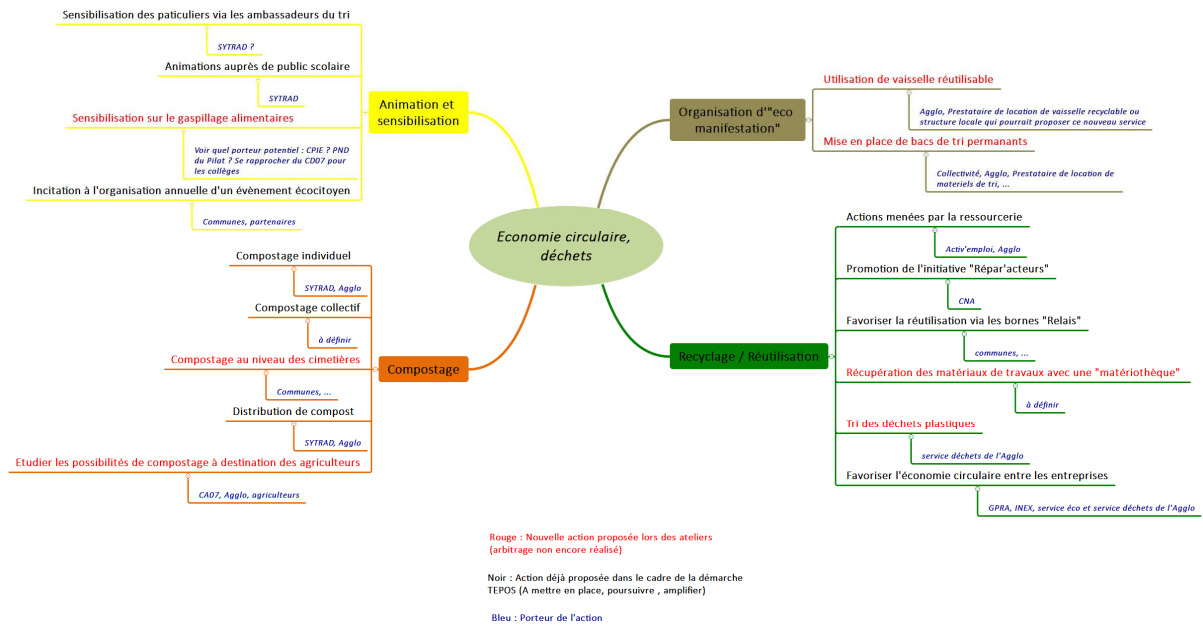 Sensibilisation des paticuliers via les ambassadeurs du tri
SYTRAD ?
Animations auprès de public scolaire
SYTRAD
Sensibilisation sur le gaspillage alimentaires
Voir quel porteur potentiel : CPIE ? PND
du Pilat ? Se rapprocher du CD07 pour
les collèges
Incitation à l'organisation annuelle d'un évènement écocitoyen
Communes, partenaires
Animation et
sensibilisation
Organisation d'"eco
manifestation"
Utilisation de vaisselle réutilisable
Agglo, Prestataire de location de vaisselle recyclable ou
structure locale qui pourrait proposer ce nouveau service
Mise en place de bacs de tri permanants
Collectivité, Agglo, Prestataire de location de
materiels de tri, ...
Economie circulaire,
déchets
Compostage individuel
SYTRAD, Agglo
Compostage collectif
à définir
Compostage au niveau des cimetières
Communes, ...
Distribution de compost
SYTRAD, Agglo
Etudier les possibilités de compostage à destination des agriculteurs
CA07, Agglo, agriculteurs
Compostage
Recyclage / Réutilisation
Actions menées par la ressourcerie
Activ'emploi, Agglo
Promotion de l'initiative "Répar'acteurs"
CNA
Favoriser la réutilisation via les bornes "Relais"
communes, ...
Récupération des matériaux de travaux avec une "matériothèque"
à définir
Tri des déchets plastiques
service déchets de l'Agglo
Favoriser l'économie circulaire entre les entreprises
GPRA, INEX, service éco et service déchets de l'Agglo
Rouge : Nouvelle action proposée lors des ateliers
(arbitrage non encore réalisé)
Noir : Action déjà proposée dans le cadre de la démarche
TEPOS (A mettre en place, poursuivre , amplifier)
Bleu : Porteur de l'action